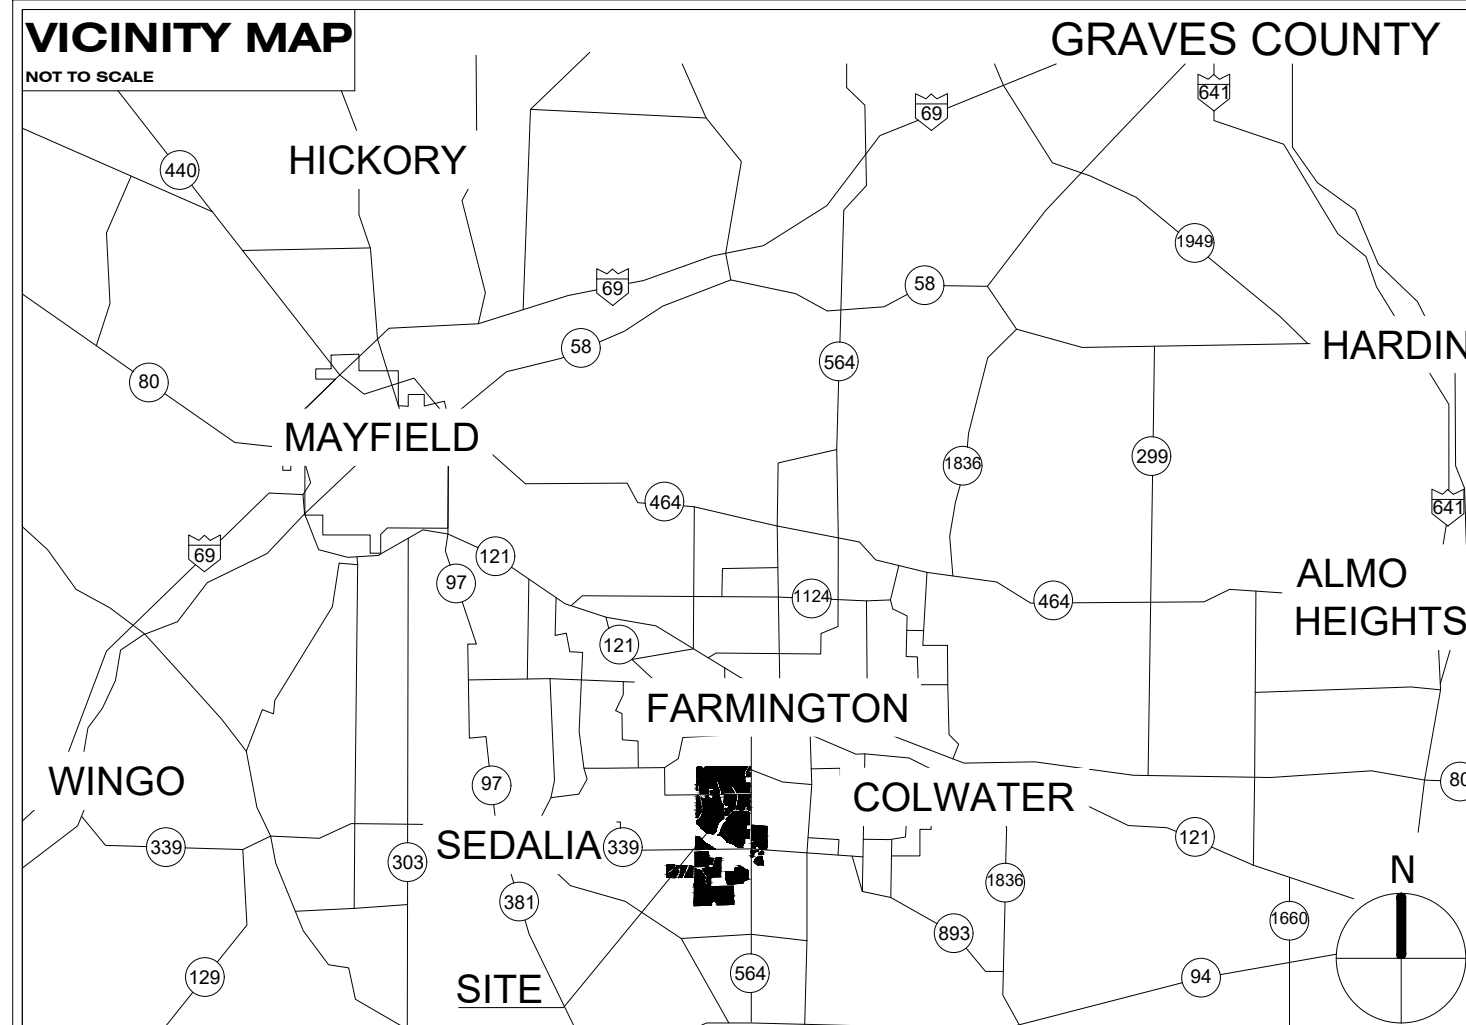 VICINITY MAP
NOT TO SCALE
GRAVES COUNTY
641
69
440
HICKORY
1949
69
58
58
HARDIN
564
80
MAYFIELD
1836
299
464
641
69
121
97
ALMO
HEIGHTS
1124
464
121
FARMINGTON
WINGO
97
COLWATER
80
339
SEDALIA
339
121
303
N
1836
381
1660
893
129
564
94
SITE